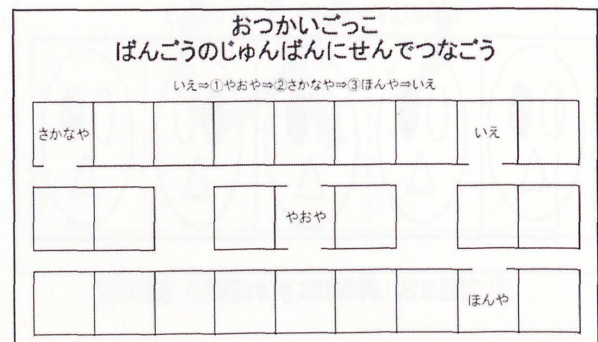 おつかいごっこ
ばんごうのじゅんばんにせんでつなごう
いえ⇒①やおや⇒②さかなや⇒③ほんや⇒いえ
さかなや
いえ
やおや
ほんや